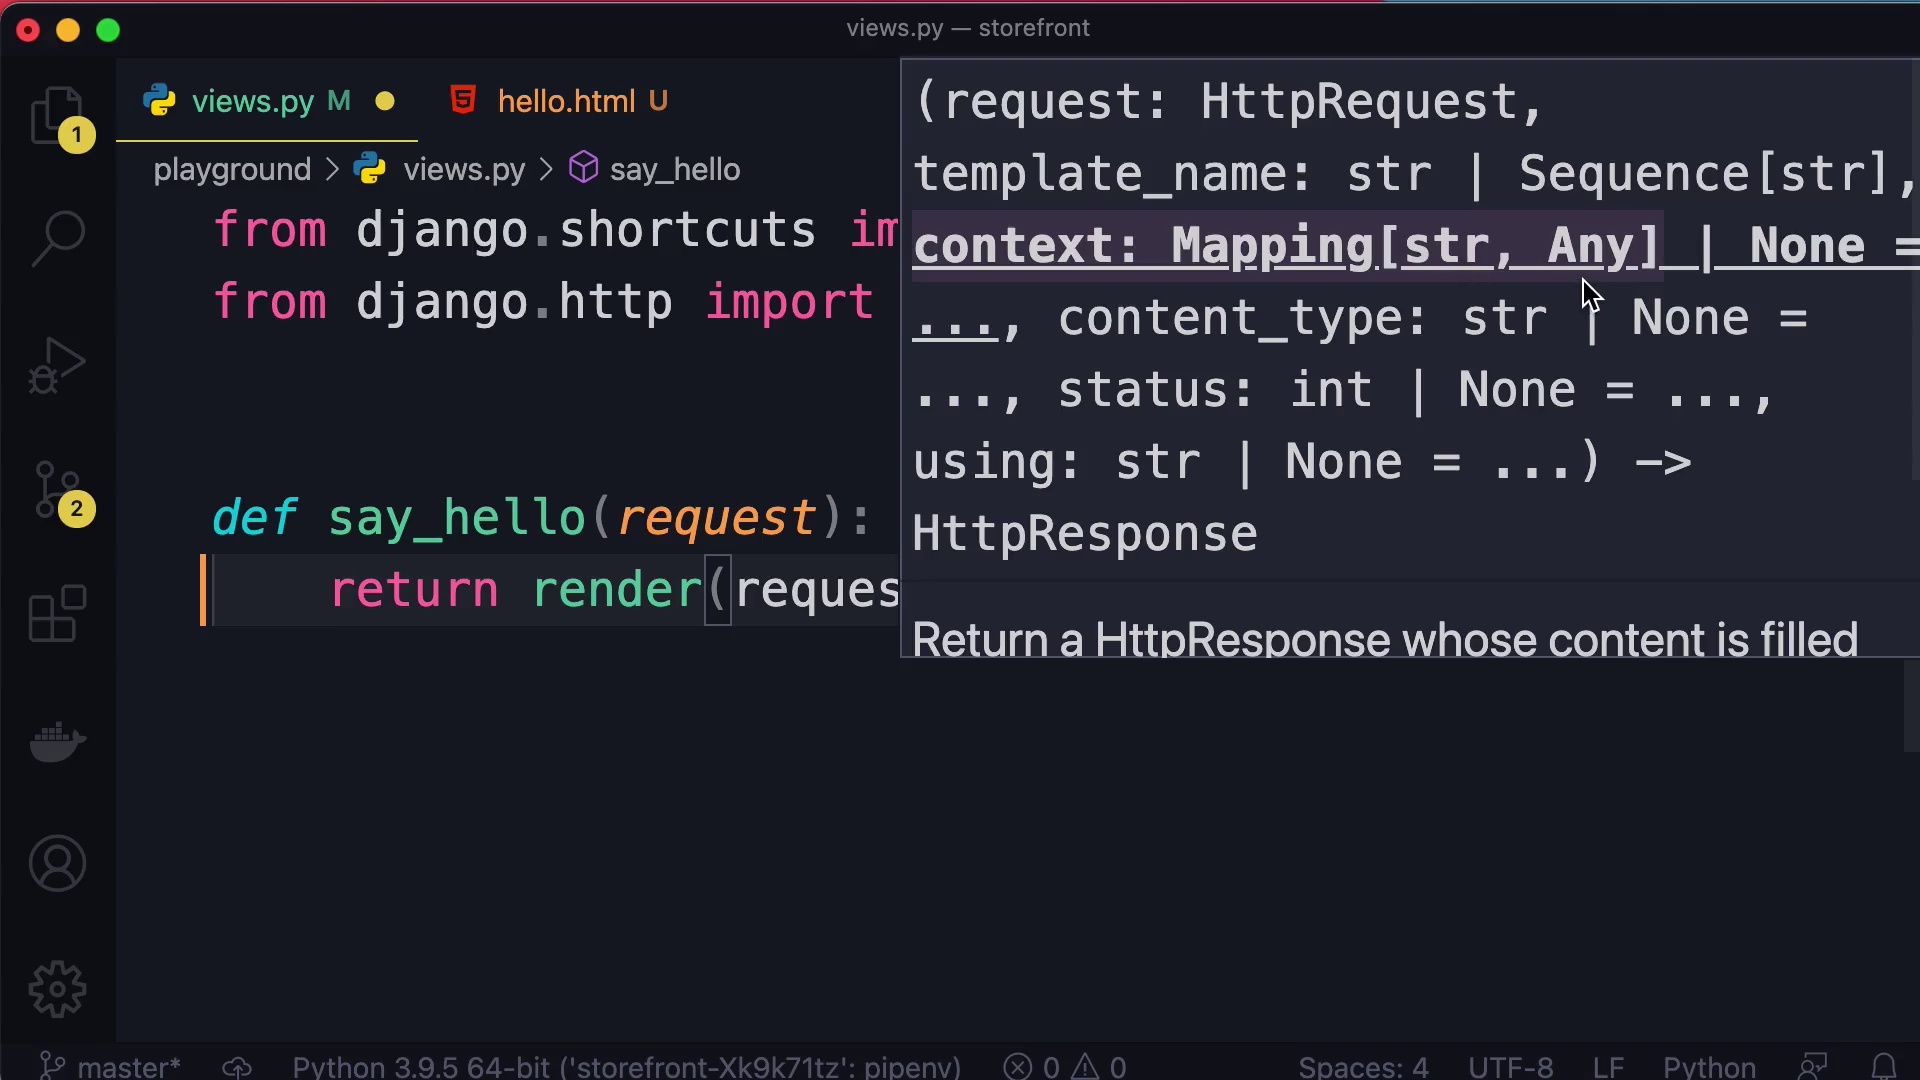 views.py — storefront
views.py M
hello.html U
1
playground > views.py > say_hello
from django.shortcuts im
from django.http import
def say_hello(request):
return render(reques
(request: HttpRequest,
template_name: str | Sequence[str],
context: Mapping[str, Any] | None =
..., content_type: str | None =
..., status: int | None = ...,
using: str | None = ...) ->
HttpResponse
Return a HttpResponse whose content is filled
2
master* Python 3.9.5 64-bit ('storefront-Xk9k71tz': pipenv) 0 0 Spaces: 4 UTF-8 LF Python